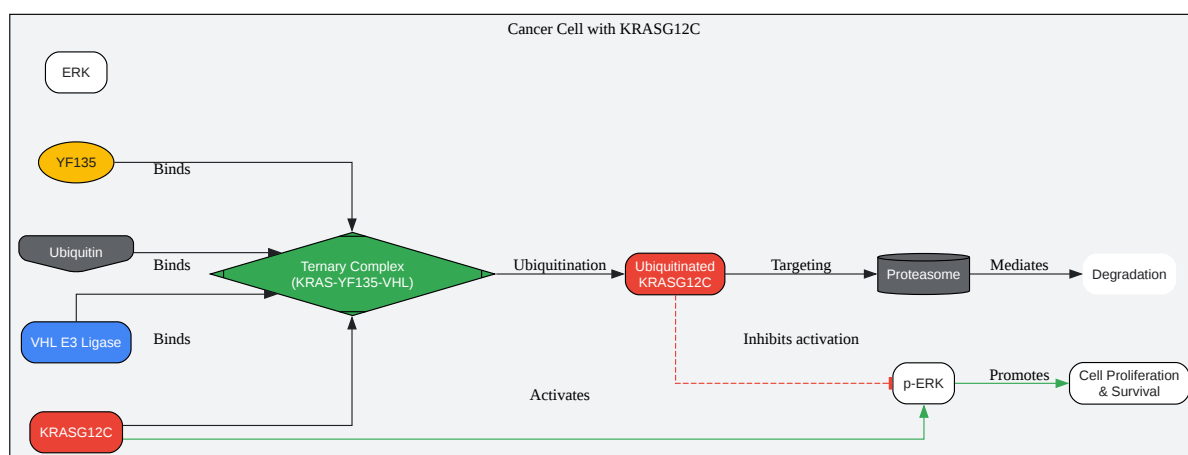 Cancer Cell with KRASG12C
ERK
YF135
Binds
Ubiquitin
Binds
Ternary Complex
(KRAS-YF135-VHL)
Ubiquitination
Ubiquitinated
KRASG12C
Targeting
Proteasome
Mediates
Degradation
VHL E3 Ligase
Binds
Inhibits activation
KRASG12C
Activates
p-ERK
Promotes
Cell Proliferation
& Survival